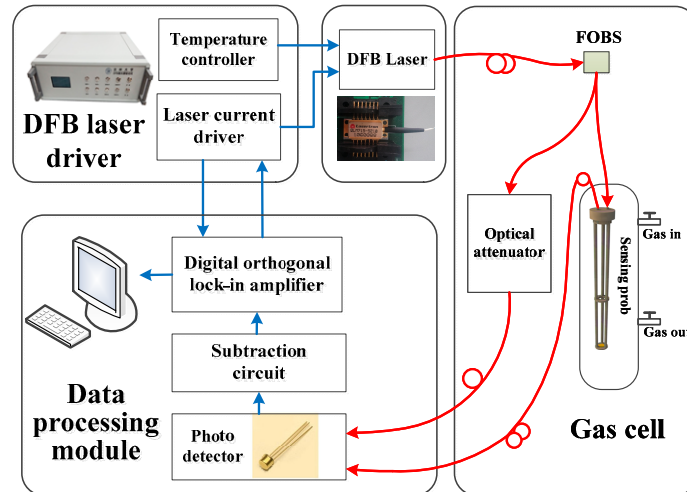 Temperature
controller
DFB Laser
FOBS
Laser current
driver
DFB laser
driver
Optical
attenuator
Sensing prob
Gas in
Gas out
Digital orthogonal
lock-in amplifier
Subtraction
circuit
Data
processing
module
Photo
detector
Gas cell